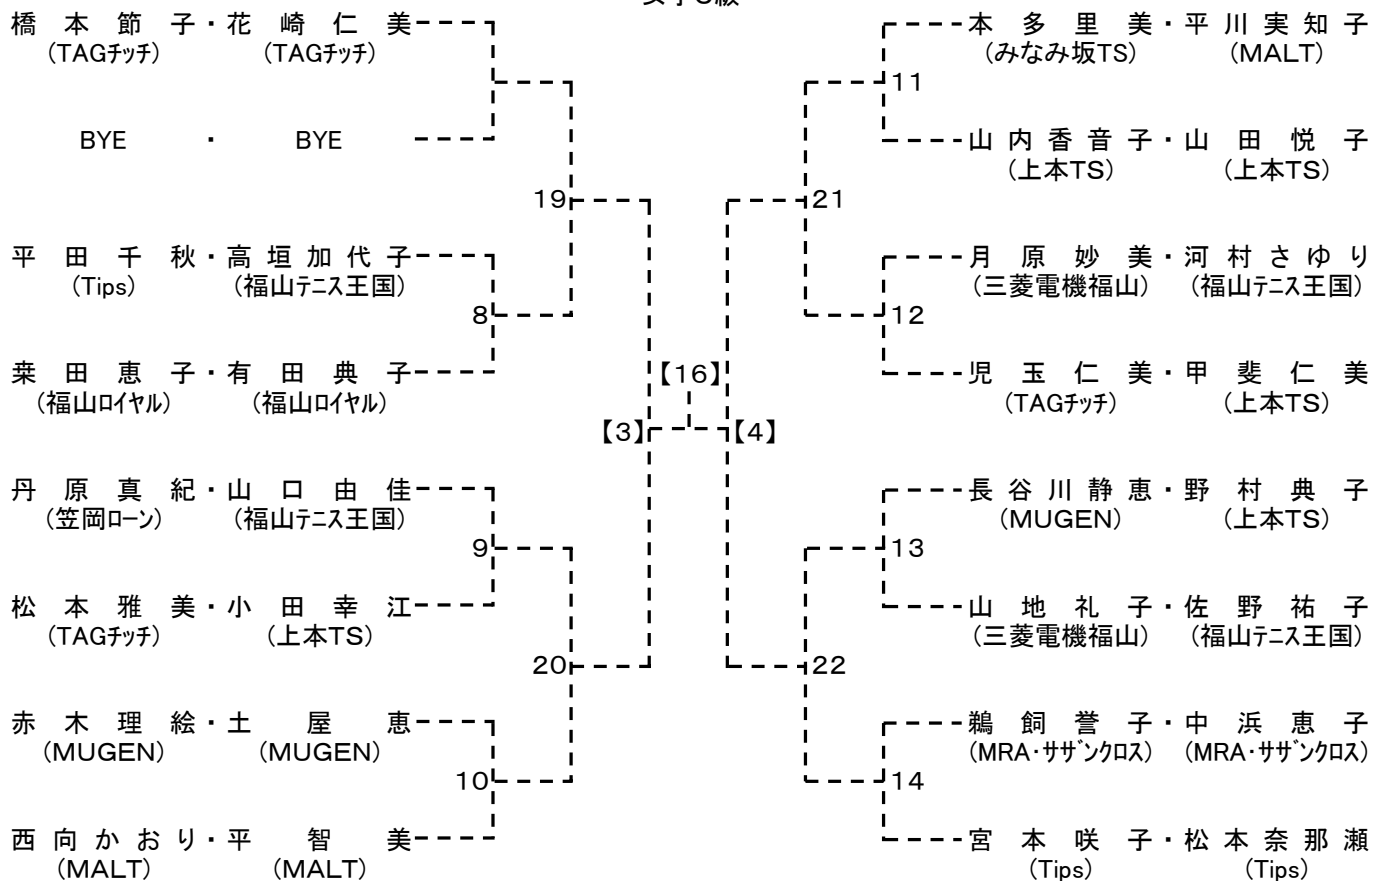 橋本節子・花崎仁美
(TAGチッチ) (TAGチッチ)
BYE ・ BYE
19
平田千秋・高垣加代子
(Tips) (福山テニス王国)
8
桒田恵子・有田典子
(福山ロイヤル) (福山ロイヤル)
【3】
丹原真紀・山口由佳
(笠岡ローン) (福山テニス王国)
9
松本雅美・小田幸江
(TAGチッチ) (上本TS)
20
赤木理絵・土屋恵
(MUGEN) (MUGEN)
10
西向かおり・平智美
(MALT) (MALT)
【16】
本多里美・平川実知子
(みなみ坂TS) (MALT)
11
山内香音子・山田悦子
(上本TS) (上本TS)
21
月原妙美・河村さゆり
(三菱電機福山) (福山テニス王国)
12
児玉仁美・甲斐仁美
(TAGチッチ) (上本TS)
【4】
長谷川静恵・野村典子
(MUGEN) (上本TS)
13
山地礼子・佐野祐子
(三菱電機福山) (福山テニス王国)
22
鵜飼誉子・中浜恵子
(MRA・サザンクロス) (MRA・サザンクロス)
14
宮本咲子・松本奈那瀬
(Tips) (Tips)